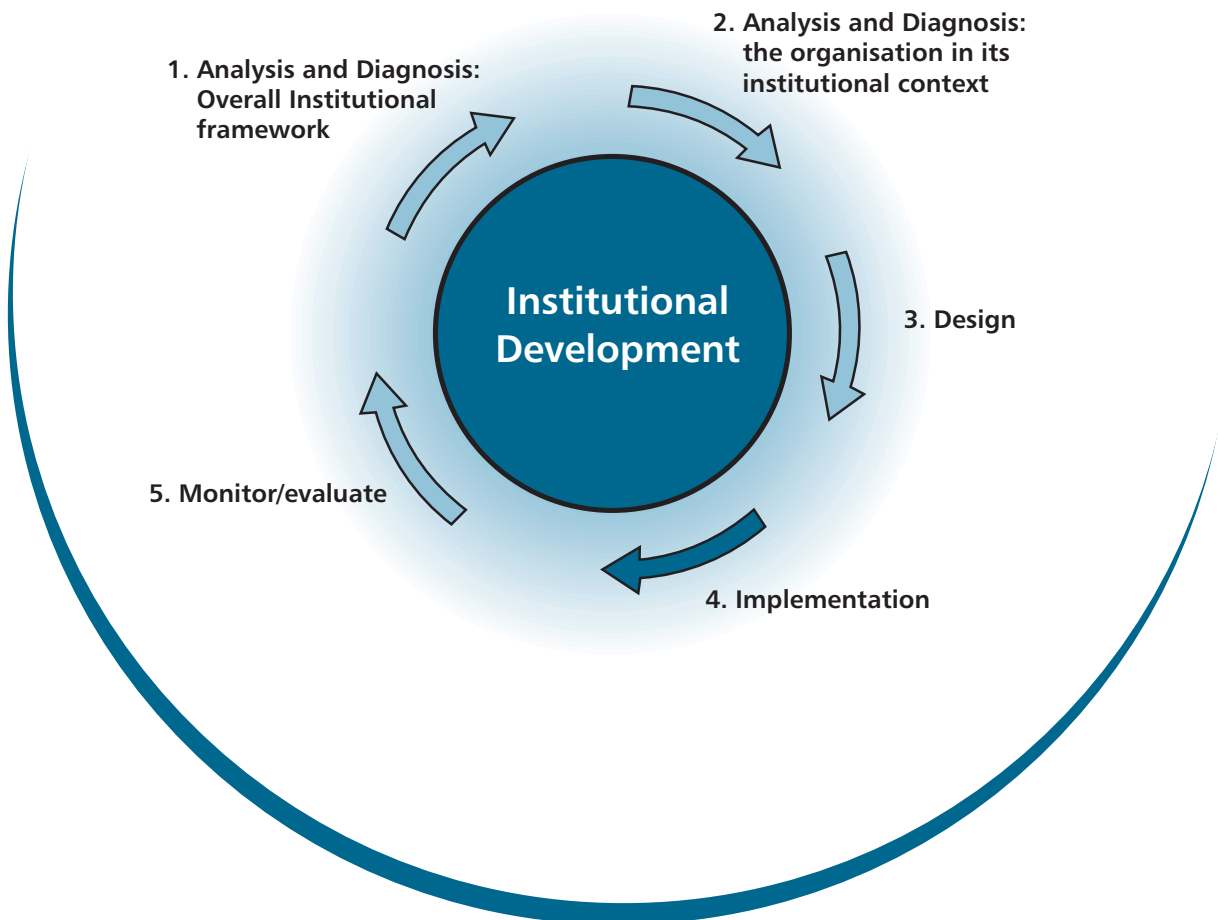 1. Analysis and Diagnosis:
Overall Institutional
framework
2. Analysis and Diagnosis:
the organisation in its
institutional context
Institutional
Development
3. Design
4. Implementation
5. Monitor/evaluate